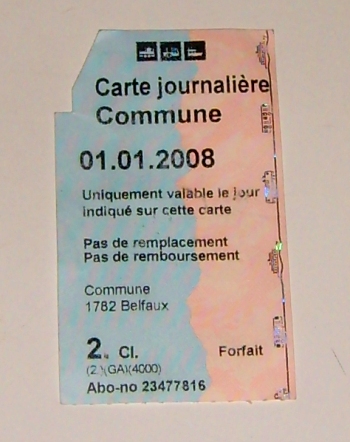 Carte journalière
Commune
01.01.2008
Uniquement valable le jour
indiqué sur cette carte
Pas de remplacement
Pas de remboursement
Commune
1782 Belfaux
2. Cl. Forfait
(2.)(GA)(4000)
Abo-no 23477816